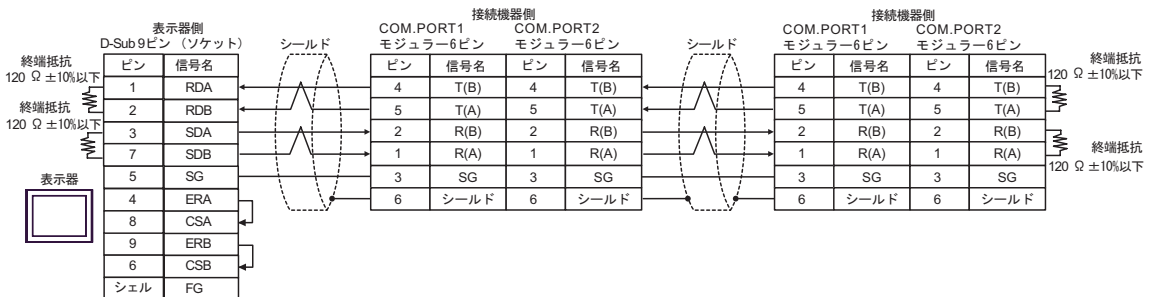 表示器側
D-Sub 9ピン （ソケット）
シールド
接続機器側
COM.PORT1 COM.PORT2
モジュラー6ピン モジュラー6ピン
シールド
接続機器側
COM.PORT1 COM.PORT2
モジュラー6ピン モジュラー6ピン
終端抵抗
120 Ω ±10%以下
終端抵抗
120 Ω ±10%以下
表示器
ピン 信号名
1 RDA
2 RDB
3 SDA
7 SDB
5 SG
4 ERA
8 CSA
9 ERB
6 CSB
シェル FG
ピン 信号名 ピン 信号名
4 T(B) 4 T(B)
5 T(A) 5 T(A)
2 R(B) 2 R(B)
1 R(A) 1 R(A)
3 SG 3 SG
6 シールド 6 シールド
ピン 信号名 ピン 信号名
4 T(B) 4 T(B)
5 T(A) 5 T(A)
2 R(B) 2 R(B)
1 R(A) 1 R(A)
3 SG 3 SG
6 シールド 6 シールド
終端抵抗
120 Ω ±10%以下
終端抵抗
120 Ω ±10%以下